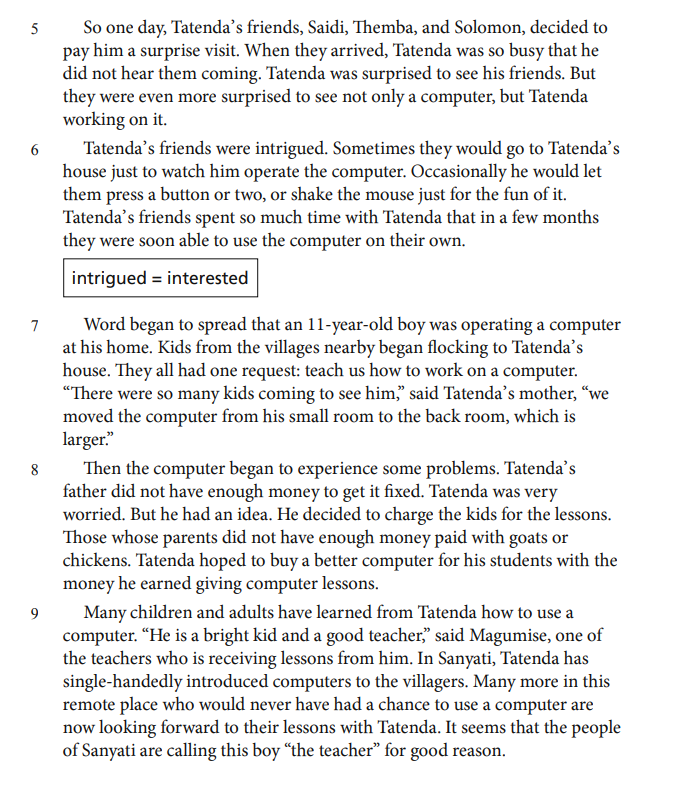 5 So one day, Tatenda’s friends, Saidi, Themba, and Solomon, decided to
pay him a surprise visit. When they arrived, Tatenda was so busy that he
did not hear them coming. Tatenda was surprised to see his friends. But
they were even more surprised to see not only a computer, but Tatenda
working on it.
6 Tatenda’s friends were intrigued. Sometimes they would go to Tatenda’s
house just to watch him operate the computer. Occasionally he would let
them press a button or two, or shake the mouse just for the fun of it.
Tatenda’s friends spent so much time with Tatenda that in a few months
they were soon able to use the computer on their own.
intrigued = interested
7 Word began to spread that an 11-year-old boy was operating a computer
at his home. Kids from the villages nearby began flocking to Tatenda’s
house. They all had one request: teach us how to work on a computer.
“There were so many kids coming to see him,” said Tatenda’s mother, “we
moved the computer from his small room to the back room, which is
larger.”
8 Then the computer began to experience some problems. Tatenda’s
father did not have enough money to get it fixed. Tatenda was very
worried. But he had an idea. He decided to charge the kids for the lessons.
Those whose parents did not have enough money paid with goats or
chickens. Tatenda hoped to buy a better computer for his students with the
money he earned giving computer lessons.
9 Many children and adults have learned from Tatenda how to use a
computer. “He is a bright kid and a good teacher,” said Magumise, one of
the teachers who is receiving lessons from him. In Sanyati, Tatenda has
single-handedly introduced computers to the villagers. Many more in this
remote place who would never have had a chance to use a computer are
now looking forward to their lessons with Tatenda. It seems that the people
of Sanyati are calling this boy “the teacher” for good reason.